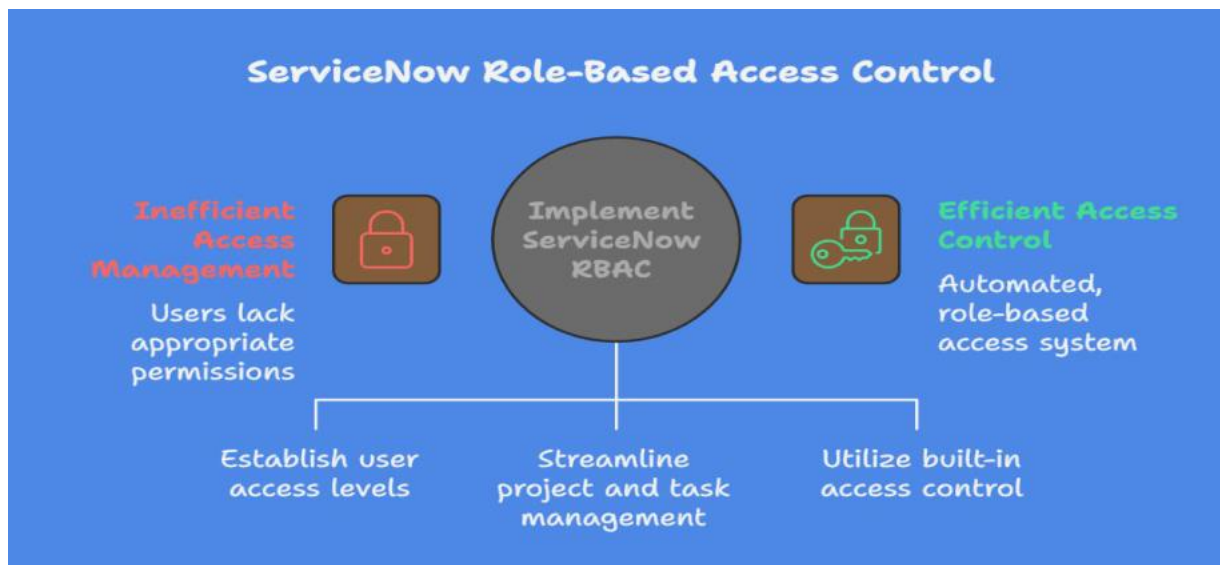 ServiceNow Role-Based Access Control
Inefficient
Access
Management
Users lack
appropriate
permissions
Implement
ServiceNow
RBAC
Efficient Access
Control
Automated,
role-based
access system
Establish user
access levels
Streamline
project and task
management
Utilize built-in
access control